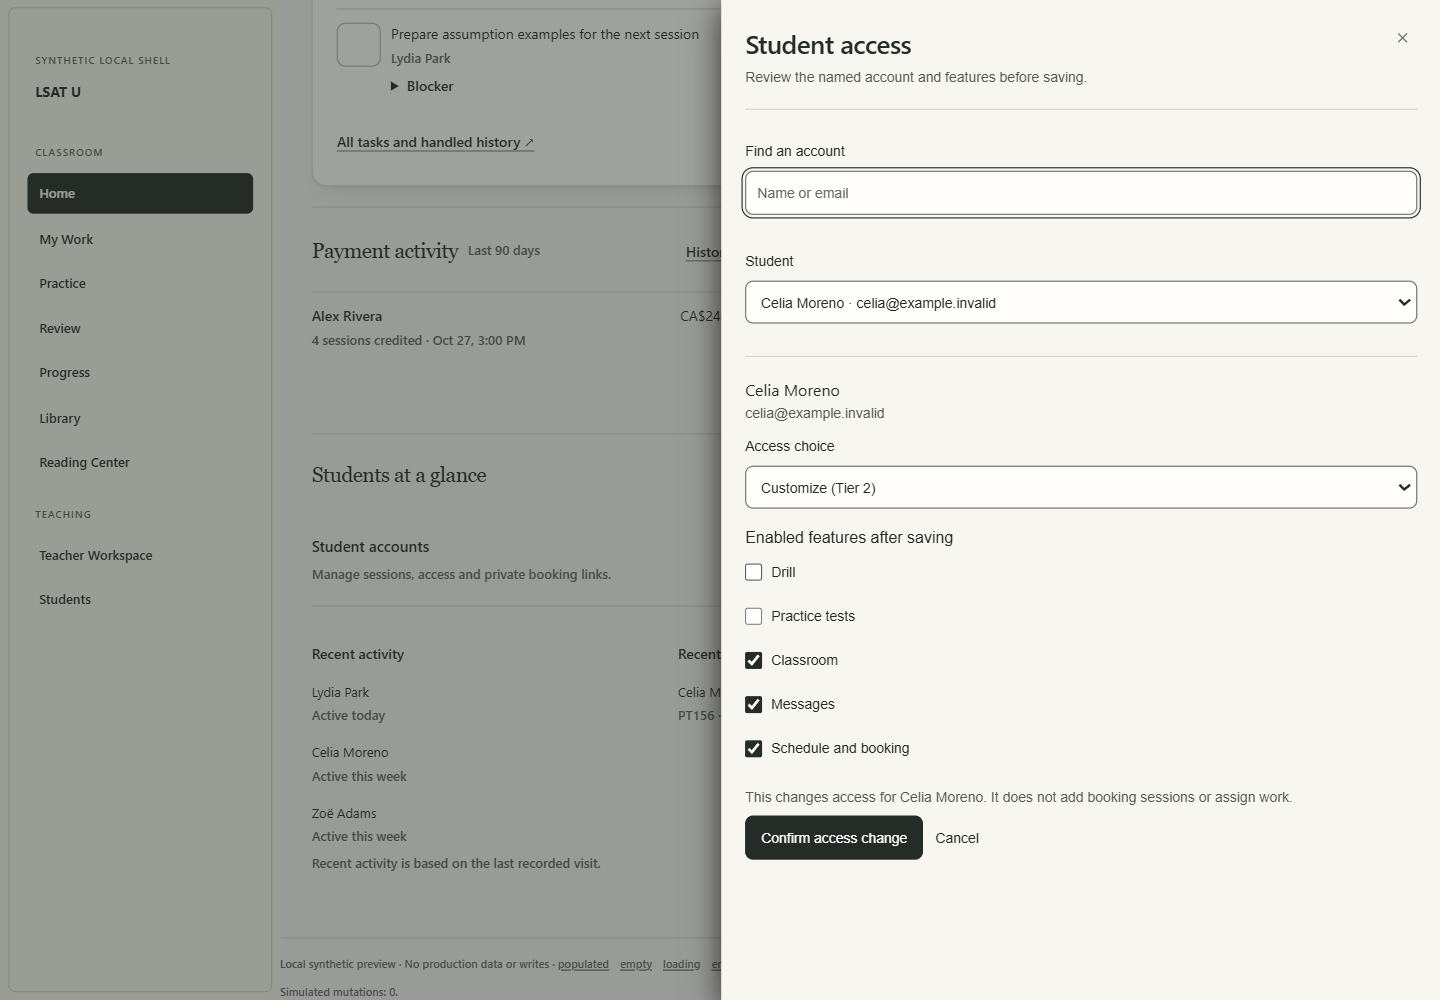 SYNTHETIC LOCAL SHELL
LSAT U
CLASSROOM
Home
My Work
Practice
Review
Progress
Library
Reading Center
TEACHING
Teacher Workspace
Students
Prepare assumption examples for the next session
Lydia Park
Blocker
All tasks and handled history ↗
Payment activity Last 90 days
Alex Rivera
4 sessions credited · Oct 27, 3:00 PM
Students at a glance
Student accounts
Manage sessions, access and private booking links.
Recent activity
Recent
Lydia Park
Active today
Celia Moreno
Active this week
Zoë Adams
Active this week
Recent activity is based on the last recorded visit.
PT156 ·
Local synthetic preview · No production data or writes · populated empty loading
Simulated mutations: 0.
Student access
×
Review the named account and features before saving.
Find an account
Name or email
Student
Celia Moreno · celia@example.invalid
Celia Moreno
celia@example.invalid
Access choice
Customize (Tier 2)
Enabled features after saving
Drill
Practice tests
Classroom
Messages
Schedule and booking
This changes access for Celia Moreno. It does not add booking sessions or assign work.
Confirm access change
Cancel